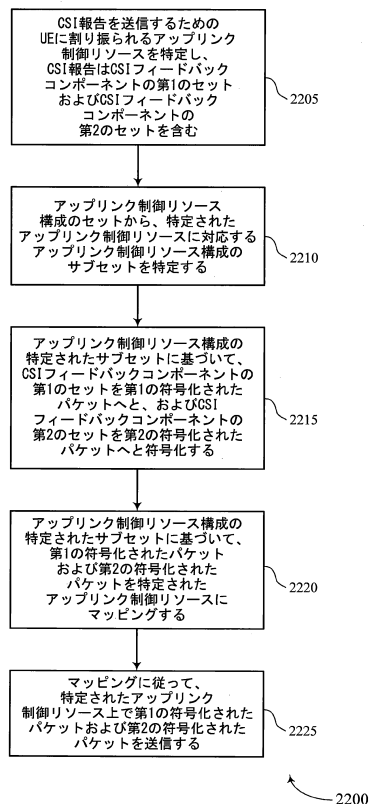 CSI報告を送信するための
UEに割り振られるアップリンク
制御リソースを特定し、
CSI報告はCSIフィードバック
コンポーネントの第1のセット
およびCSIフィードバック
コンポーネントの
第2のセットを含む
2205
アップリンク制御リソース
構成のセットから、特定された
アップリンク制御リソースに対応する
アップリンク制御リソース構成の
サブセットを特定する
2210
アップリンク制御リソース構成の
特定されたサブセットに基づいて、
CSIフィードバックコンポーネントの
第1のセットを第1の符号化された
パケットへと、およびCSI
フィードバックコンポーネントの
第2のセットを第2の符号化された
パケットへと符号化する
2215
アップリンク制御リソース構成の
特定されたサブセットに基づいて、
第1の符号化されたパケット
および第2の符号化された
パケットを特定された
アップリンク制御リソースに
マッピングする
2220
マッピングに従って、
特定されたアップリンク
制御リソース上で第1の符号化された
パケットおよび第2の符号化された
パケットを送信する
2225
2200